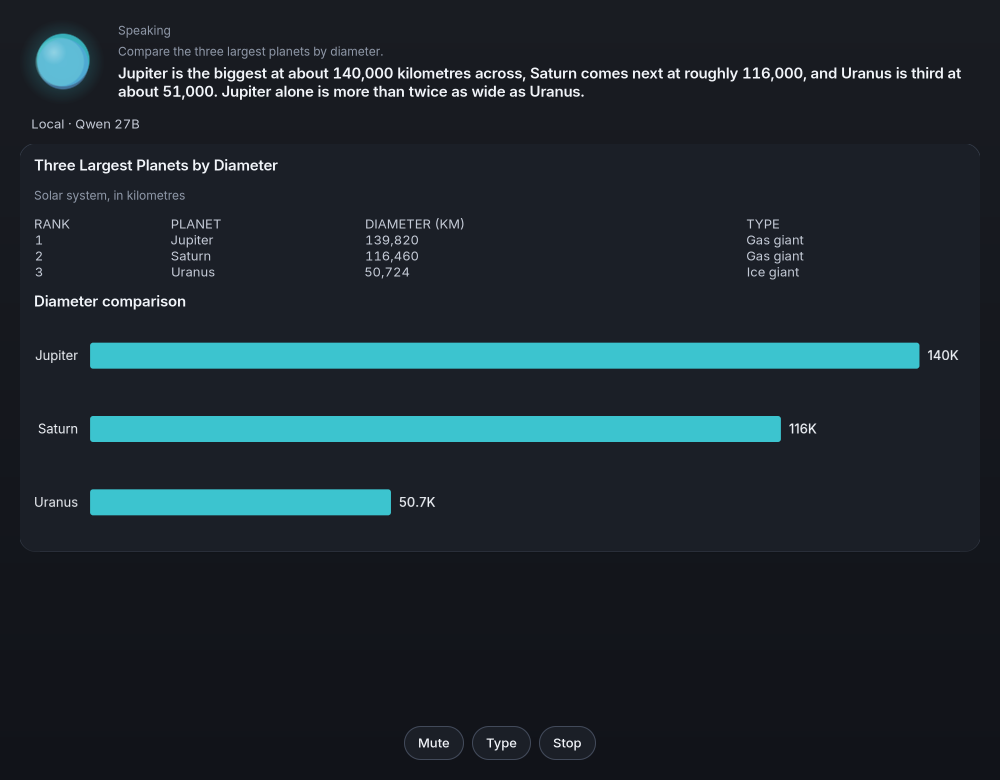 Speaking
Compare the three largest planets by diameter.
Jupiter is the biggest at about 140,000 kilometres across, Saturn comes next at roughly 116,000, and Uranus is third at
about 51,000. Jupiter alone is more than twice as wide as Uranus.
Local · Qwen 27B
Three Largest Planets by Diameter
Solar system, in kilometres
RANK PLANET DIAMETER (KM) TYPE
1 Jupiter 139,820 Gas giant
2 Saturn 116,460 Gas giant
3 Uranus 50,724 Ice giant
Diameter comparison
Jupiter 140K
Saturn 116K
Uranus 50.7K
Mute Type Stop